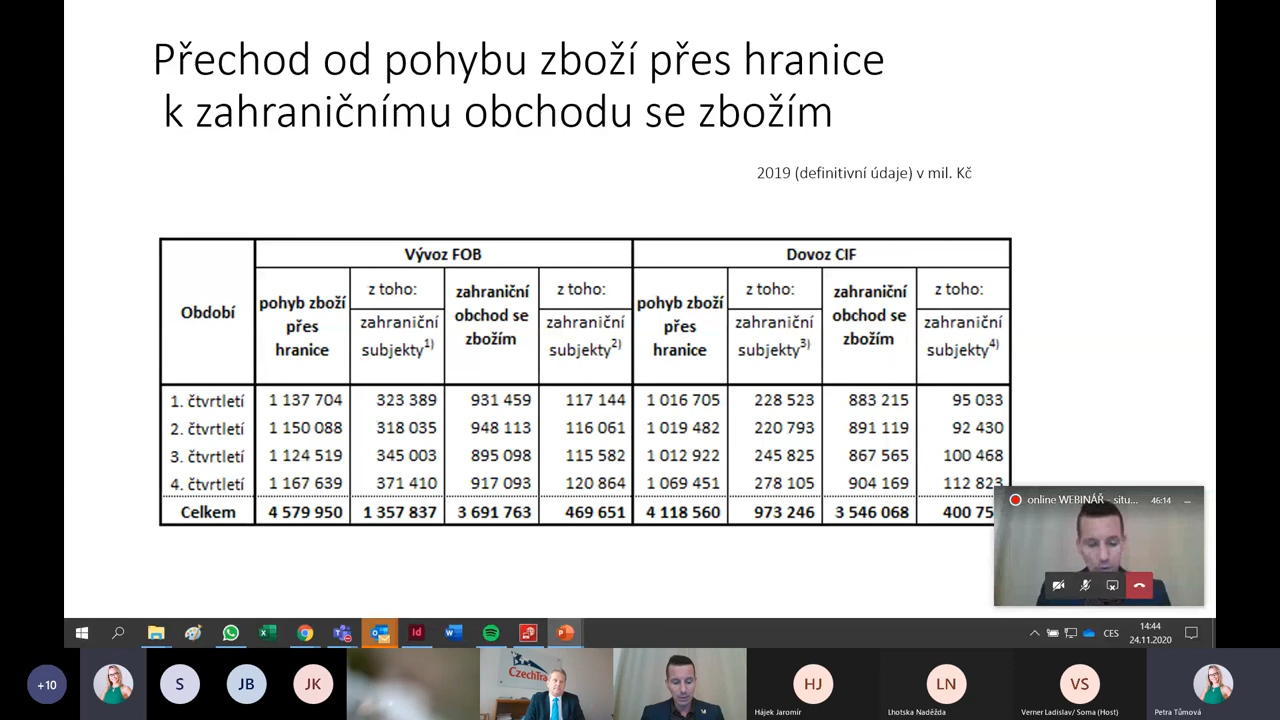 Přechod od pohybu zboží přes hranice
k zahraničnímu obchodu se zbožím
2019 (definitivní údaje) v mil. Kč
Období
Vývoz FOB
Dovoz CIF
pohyb zboží přes hranice
z toho:
zahraniční subjekty1)
zahraniční obchod se zbožím
z toho:
zahraniční subjekty2)
pohyb zboží přes hranice
z toho:
zahraniční subjekty3)
zahraniční obchod se zbožím
z toho:
zahraniční subjekty4)
1. čtvrtletí 1 137 704 323 389 931 459 117 144 1 016 705 228 523 883 215 95 033
2. čtvrtletí 1 150 088 318 035 948 113 116 061 1 019 482 220 793 891 119 92 430
3. čtvrtletí 1 124 519 345 003 895 098 115 582 1 012 922 245 825 867 565 100 468
4. čtvrtletí 1 167 639 371 410 917 093 120 864 1 069 451 278 105 904 169 112 823
Celkem 4 579 950 1 357 837 3 691 763 469 651 4 118 560 973 246 3 546 068 400 75
online WEBINÁŘ - situ... 46:14
CES
14:44
24.11.2020
+10
S
JB
JK
CzechTra
HJ
LN
VS
Hájek Jaromír
Lhotska Naděžda
Verner Ladislav/ Soma (Host)
Petra Tůmová